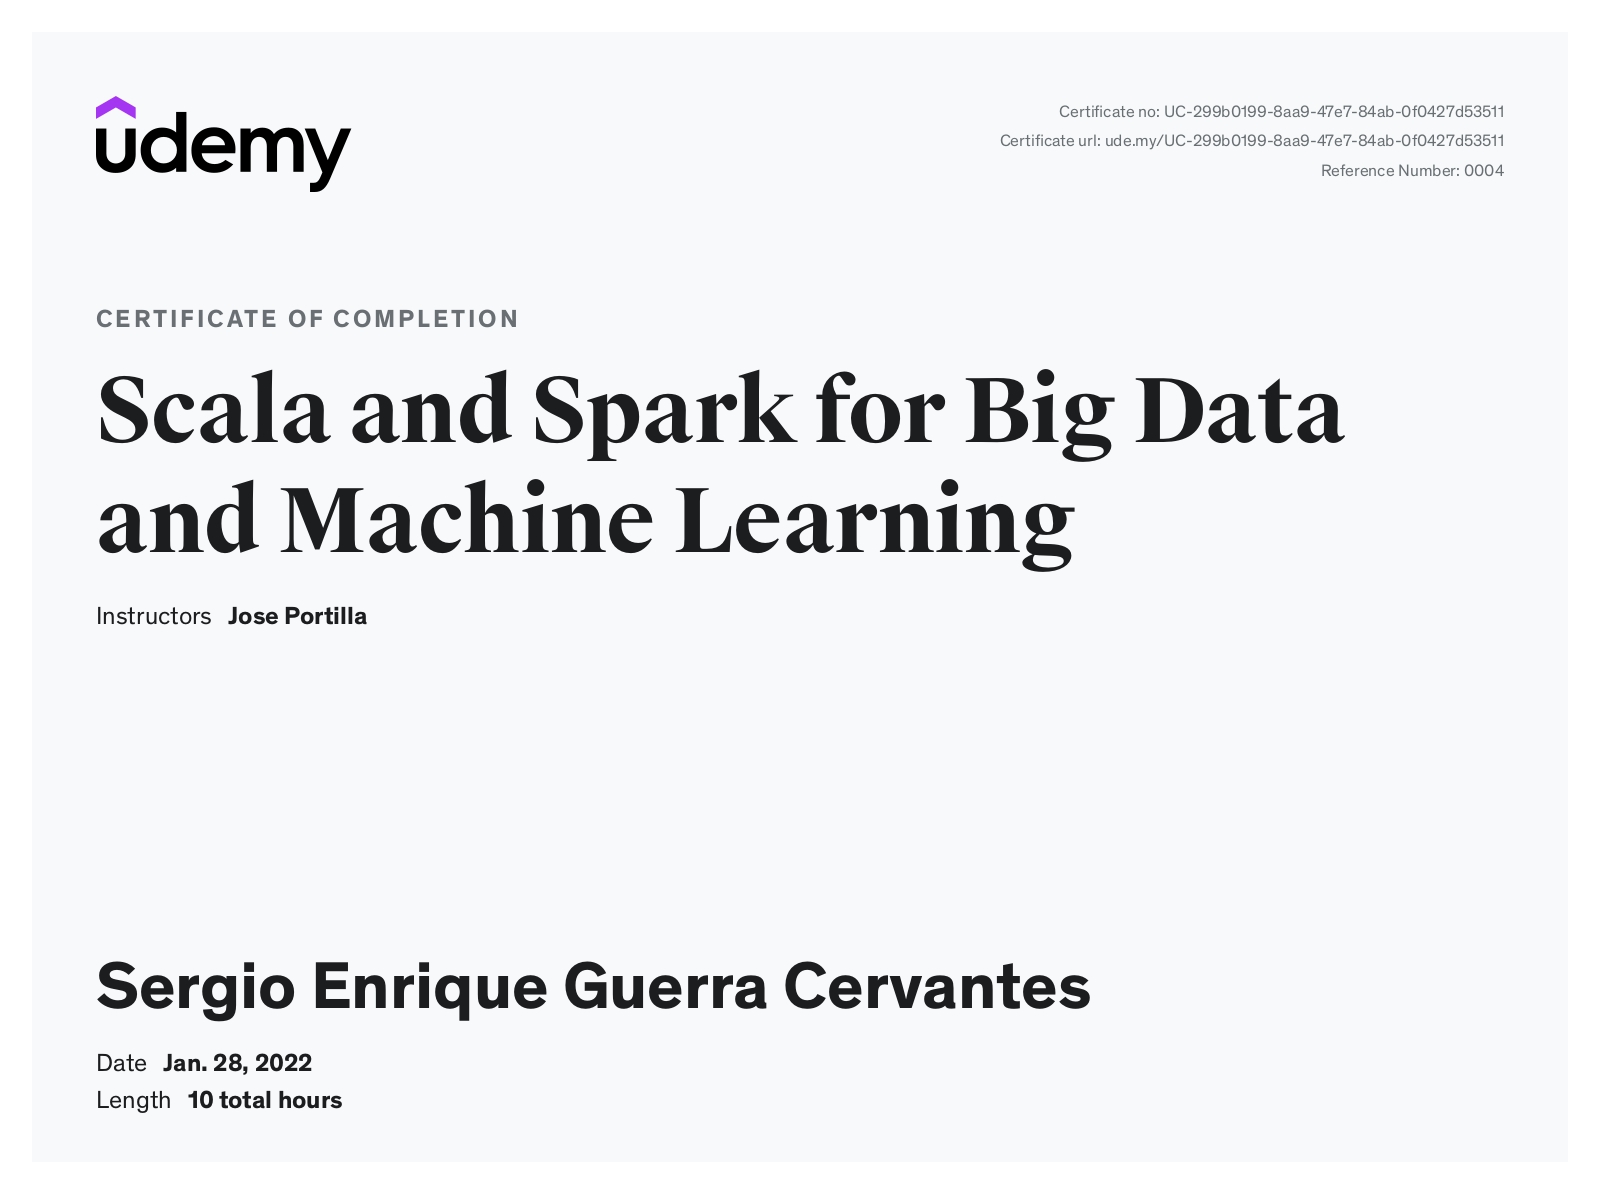 udemy
Certificate no: UC-299b0199-8aa9-47e7-84ab-0f0427d53511
Certificate url: ude.my/UC-299b0199-8aa9-47e7-84ab-0f0427d53511
Reference Number: 0004
CERTIFICATE OF COMPLETION
Scala and Spark for Big Data
and Machine Learning
Instructors Jose Portilla
Sergio Enrique Guerra Cervantes
Date Jan. 28, 2022
Length 10 total hours